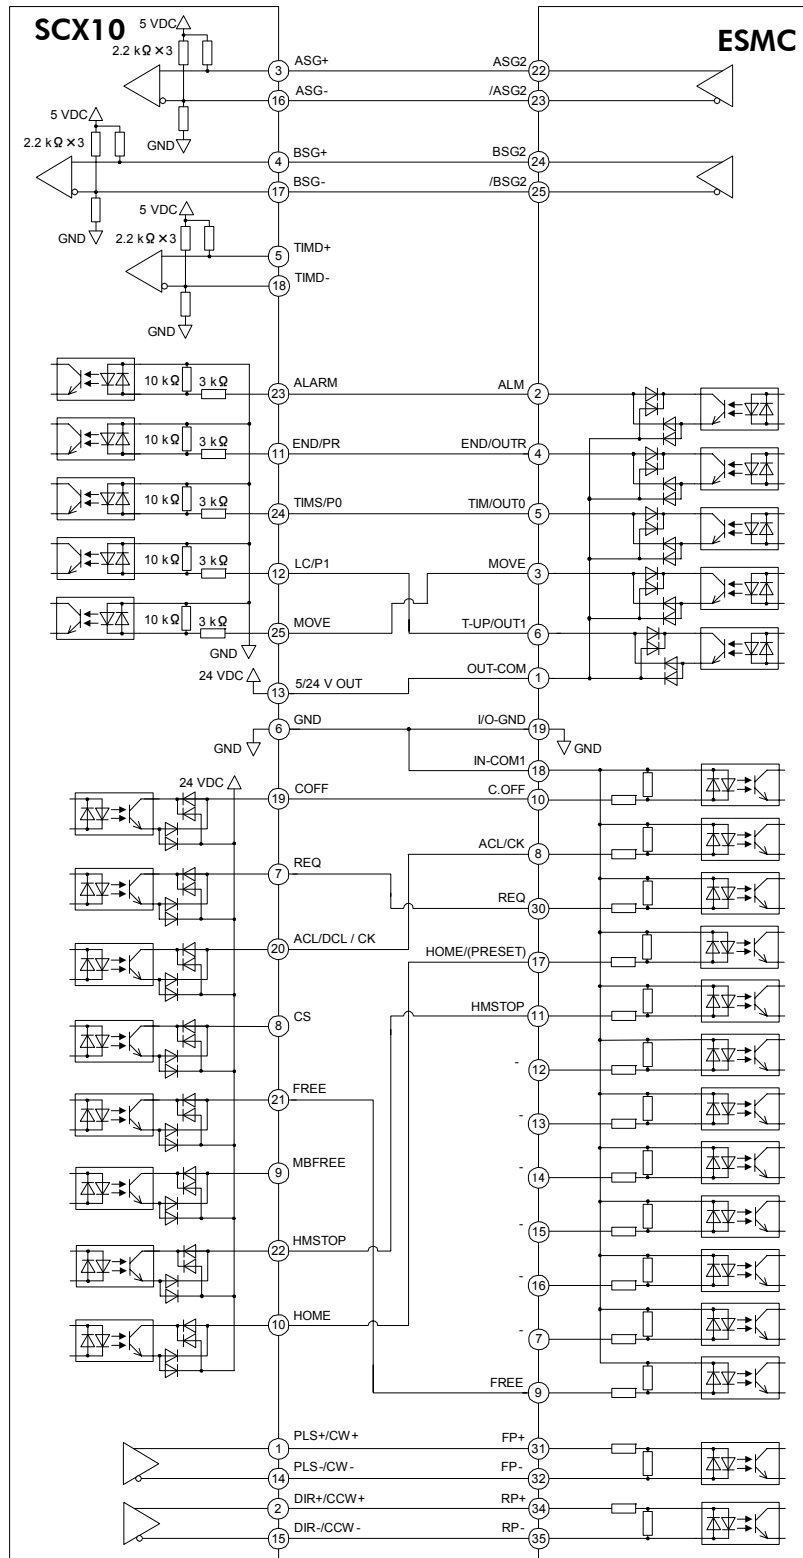 SCX10
ESMC
5 VDC
2.2 kΩ×3
3 ASG+ ASG2 22
16 ASG- /ASG2 23
GND
5 VDC
2.2 kΩ×3
4 BSG+ BSG2 24
17 BSG- /BSG2 25
GND
5 VDC
2.2 kΩ×3
5 TIMD+
18 TIMD-
GND
10 kΩ 3 kΩ 23 ALARM ALM 2
10 kΩ 3 kΩ 11 END/PR END/OUTR 4
10 kΩ 3 kΩ 24 TIMS/P0 TIM/OUT0 5
10 kΩ 3 kΩ 12 LC/P1 MOVE 3
10 kΩ 3 kΩ 25 MOVE T-UP/OUT1 6
GND
24 VDC 13 5/24 V OUT OUT-COM 1
6 GND I/O-GND 19
GND GND
IN-COM1 18
24 VDC
19 COFF C.OFF 10
ACL/CK 8
7 REQ
REQ 30
20 ACL/DCL / CK
HOME/(PRESET) 17
HMSTOP 11
8 CS
- 12
21 FREE
- 13
9 MBFREE
- 14
- 15
22 HMSTOP
- 16
10 HOME
- 7
FREE 9
1 PLS+/CW+ FP+ 31
14 PLS-/CW- FP- 32
2 DIR+/CCW+ RP+ 34
15 DIR-/CCW- RP- 35